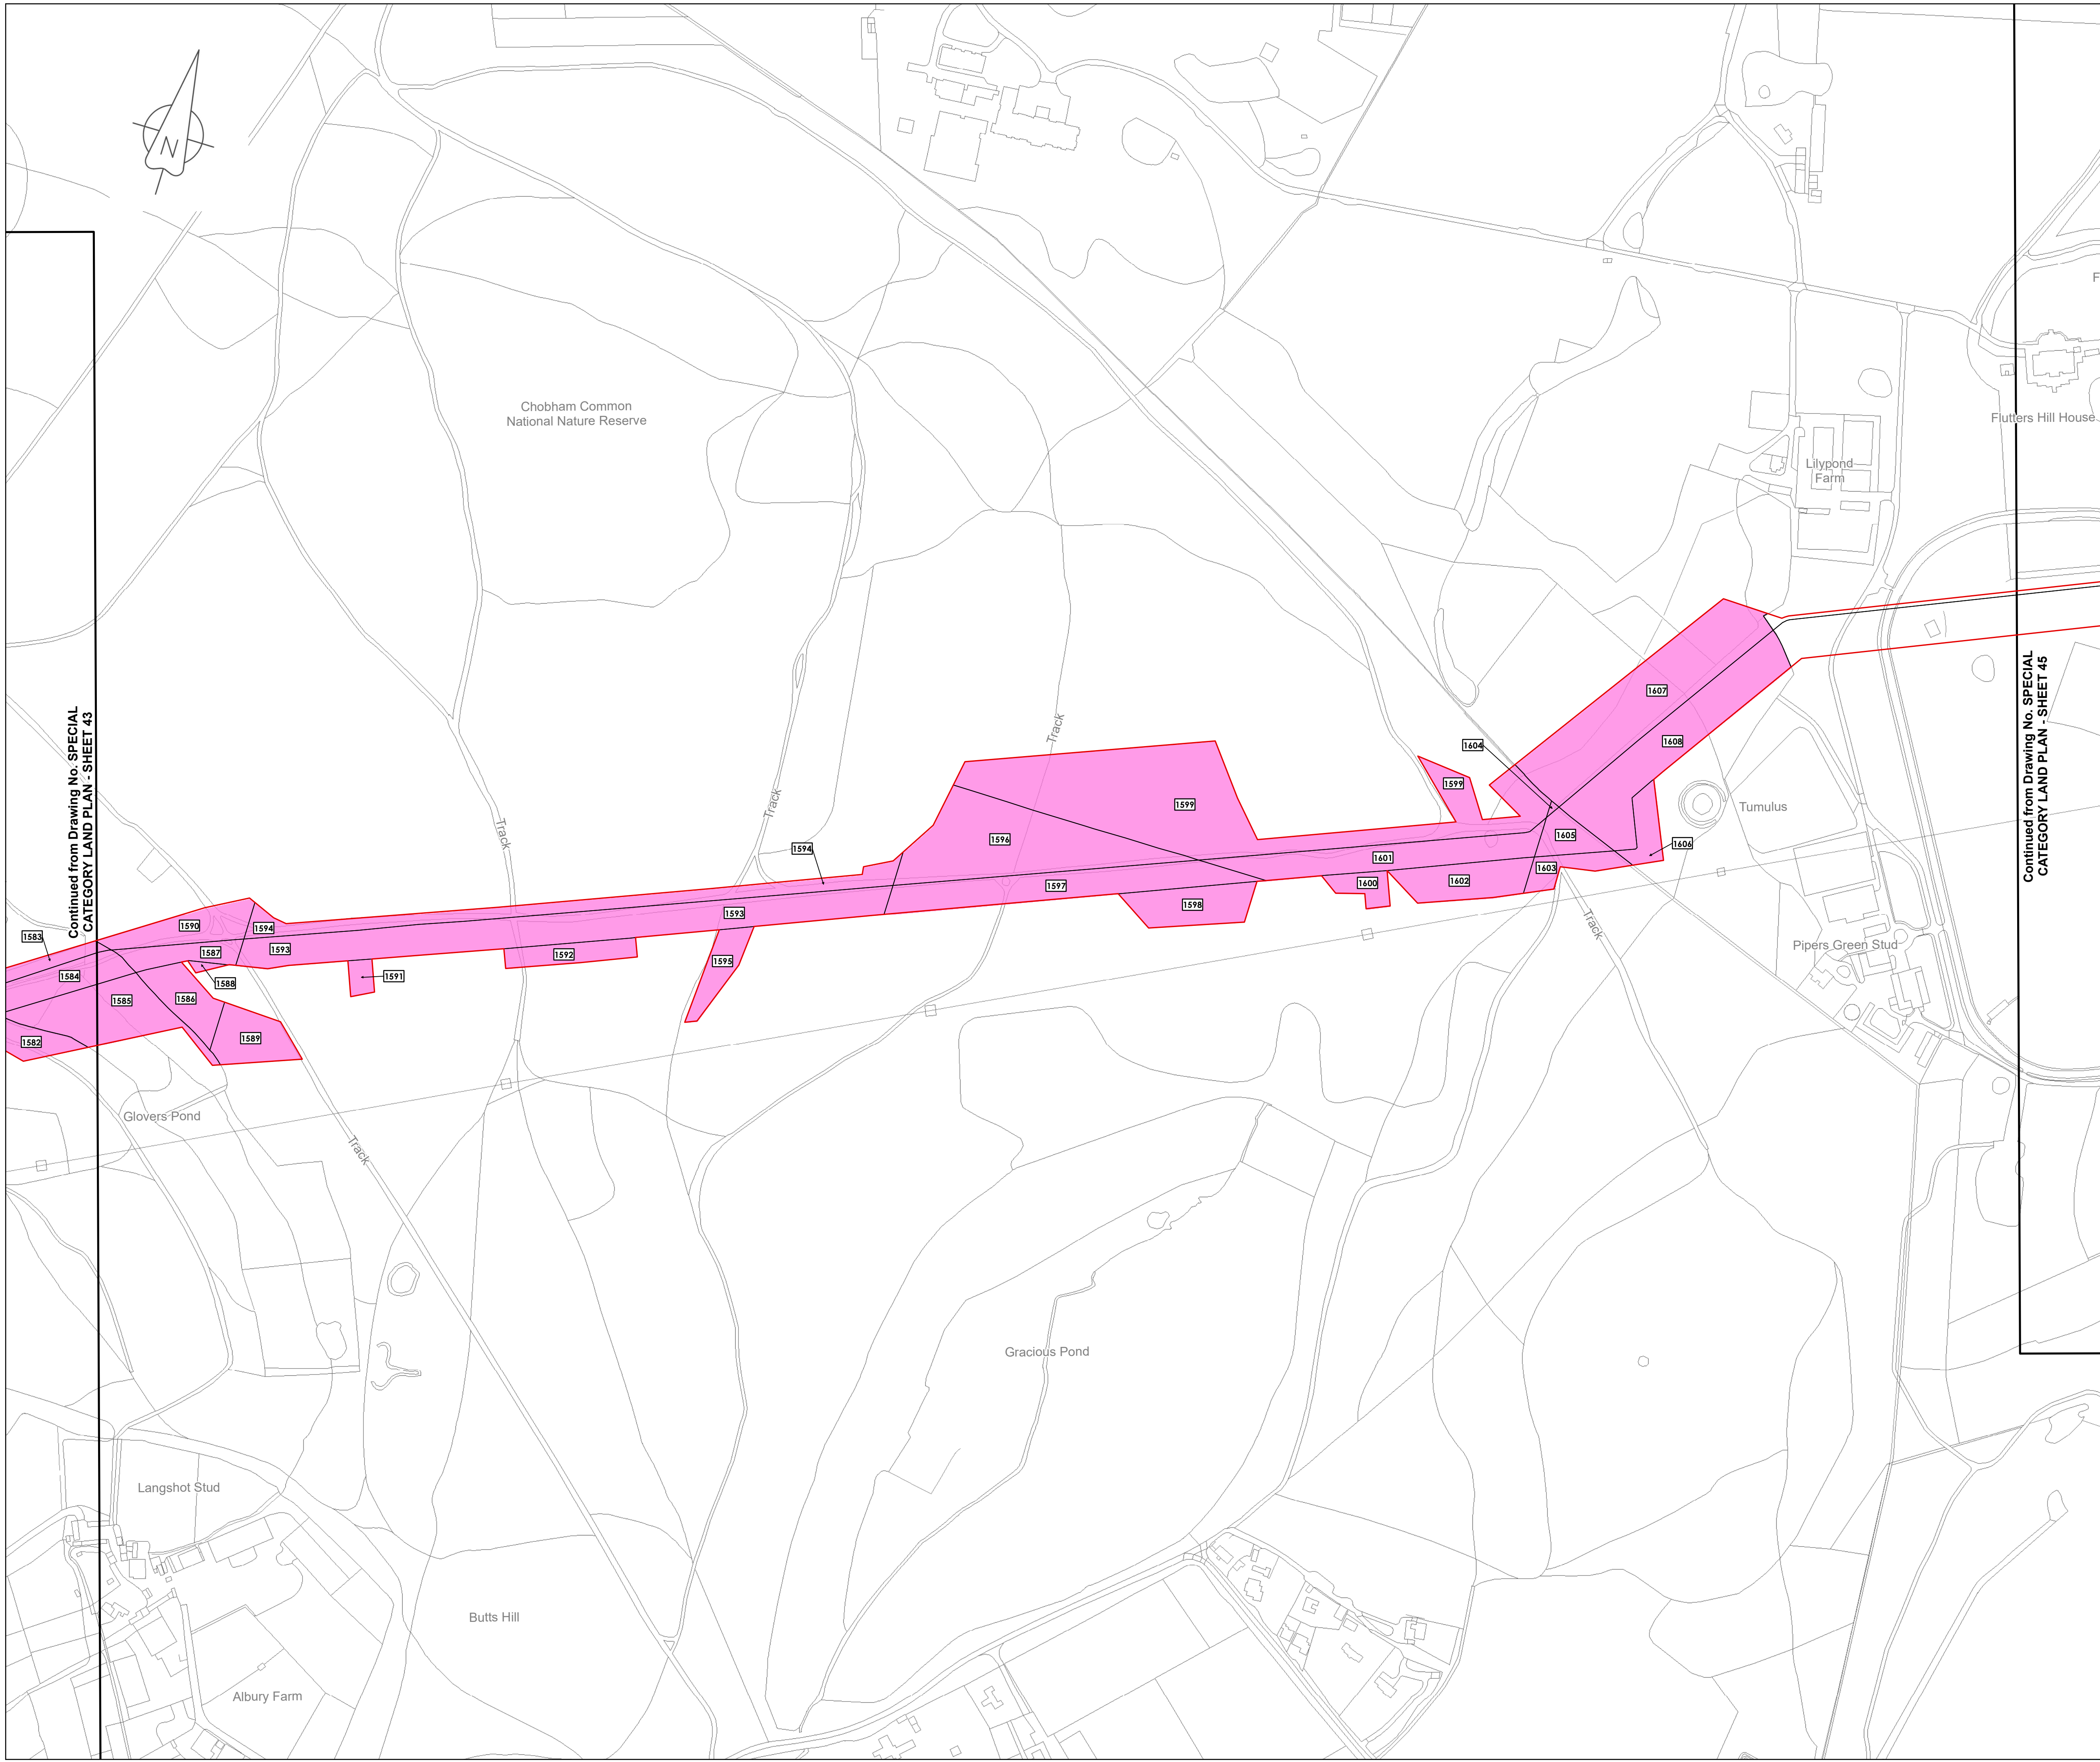 N
Chobham Common
National Nature Reserve
F
Flutters Hill House
Lilypond
Farm
Continued from Drawing No. SPECIAL
CATEGORY LAND PLAN - SHEET 43
Continued from Drawing No. SPECIAL
CATEGORY LAND PLAN - SHEET 45
1607
Track
1608
1604
1599
1599
Tumulus
Track
Track
1605
1596
1606
1594
1601
1603
1600
1602
1597
1598
1593
Track
1590
1594
1583
Pipers Green Stud
1593
1587
1592
1595
1584
1591
1588
1585
1586
1589
1582
Track
Glovers Pond
Track
Gracious Pond
Langshot Stud
Butts Hill
Albury Farm